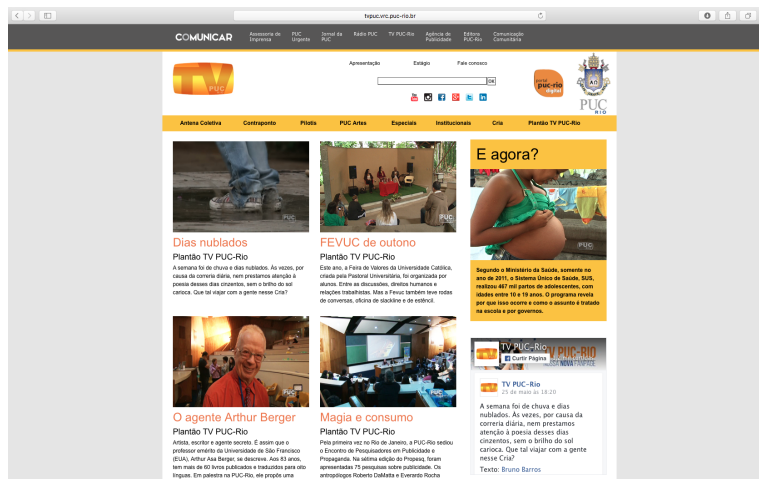 tvpuc.vrc.puc-rio.br
COMUNICAR
Assessoria de
Imprensa
PUC
Urgente
Jornal da
PUC
Rádio PUC
TV PUC-Rio
Agência de
Publicidade
Editora
PUC-Rio
Comunicação
Comunitária
Apresentação
Estágio
Fale conosco
OK
TV
PUC
portal
puc-rio
digital
PUC
RIO
Antena Coletiva
Contraponto
Pilotis
PUC Artes
Especiais
Institucionais
Cria
Plantão TV PUC-Rio
PUC
Dias nublados
Plantão TV PUC-Rio
A semana foi de chuva e dias nublados. Às vezes, por
causa da correria diária, nem prestamos atenção à
poesia desses dias cinzentos, sem o brilho do sol
carioca. Que tal viajar com a gente nesse Cria?
PUC
FEVUC de outono
Plantão TV PUC-Rio
Este ano, a Feira de Valores da Universidade Católica,
criada pela Pastoral Universitária, foi organizada por
alunos. Entre as discussões, direitos humanos e
relações trabalhistas. Mas a Fevuc também teve rodas
de conversas, oficina de slackline e de estêncil.
E agora?
PUC
Segundo o Ministério da Saúde, somente no
ano de 2011, o Sistema Único de Saúde, SUS,
realizou 467 mil partos de adolescentes, com
idades entre 10 e 19 anos. O programa revela
por que isso ocorre e como o assunto é tratado
na escola e por governos.
PUC
O agente Arthur Berger
Plantão TV PUC-Rio
Artista, escritor e agente secreto. É assim que o
professor emérito da Universidade de São Francisco
(EUA), Arthur Asa Berger, se descreve. Aos 83 anos,
tem mais de 60 livros publicados e traduzidos para oito
línguas. Em palestra na PUC-Rio, ele propôs uma
PUC
Magia e consumo
Plantão TV PUC-Rio
Pela primeira vez no Rio de Janeiro, a PUC-Rio sediou
o Encontro de Pesquisadores em Publicidade e
Propaganda. Na sétima edição do Propesq, foram
apresentadas 75 pesquisas sobre publicidade. Os
antropólogos Roberto DaMatta e Everardo Rocha
TV PUC-Rio
Curtir Página
TV PUC-Rio
25 de maio às 18:20
A semana foi de chuva e dias
nublados. Às vezes, por causa da
correria diária, nem prestamos
atenção à poesia desses dias
cinzentos, sem o brilho do sol
carioca. Que tal viajar com a gente
nesse Cria?
Texto: Bruno Barros